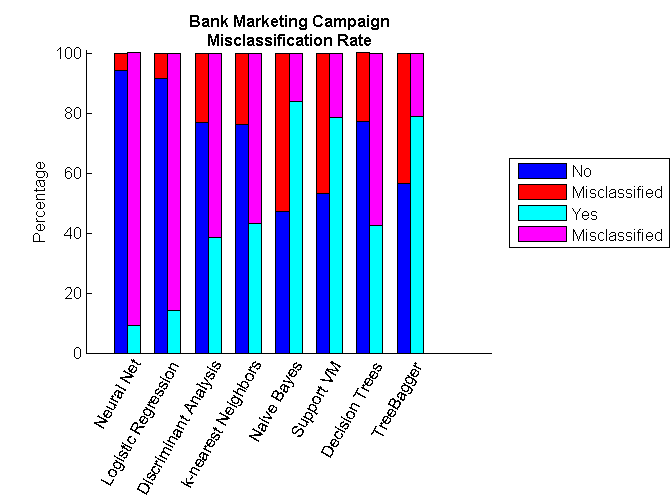 Bank Marketing Campaign
Misclassification Rate
100
80
60
40
20
0
Percentage
Neural Net
Logistic Regression
Discriminant Analysis
k-nearest Neighbors
Naive Bayes
Support VM
Decision Trees
TreeBagger
No
Misclassified
Yes
Misclassified